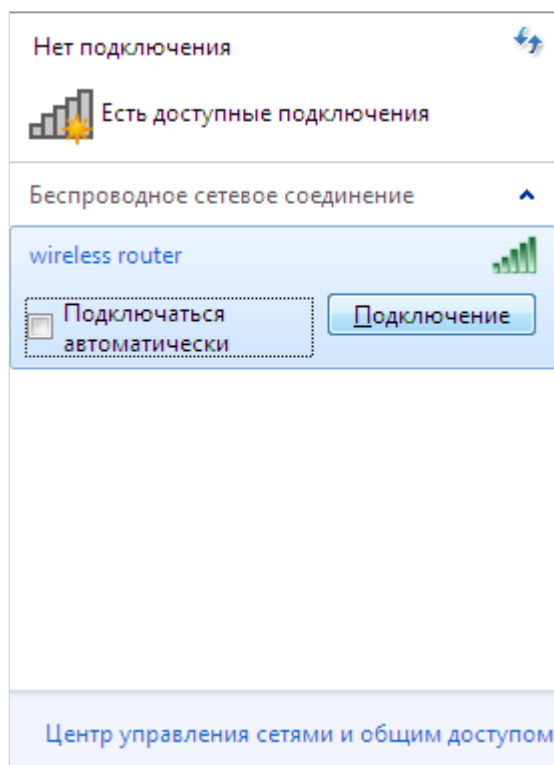 Нет подключения
Есть доступные подключения
Беспроводное сетевое соединение
wireless router
Подключаться
автоматически
Подключение
Центр управления сетями и общим доступом